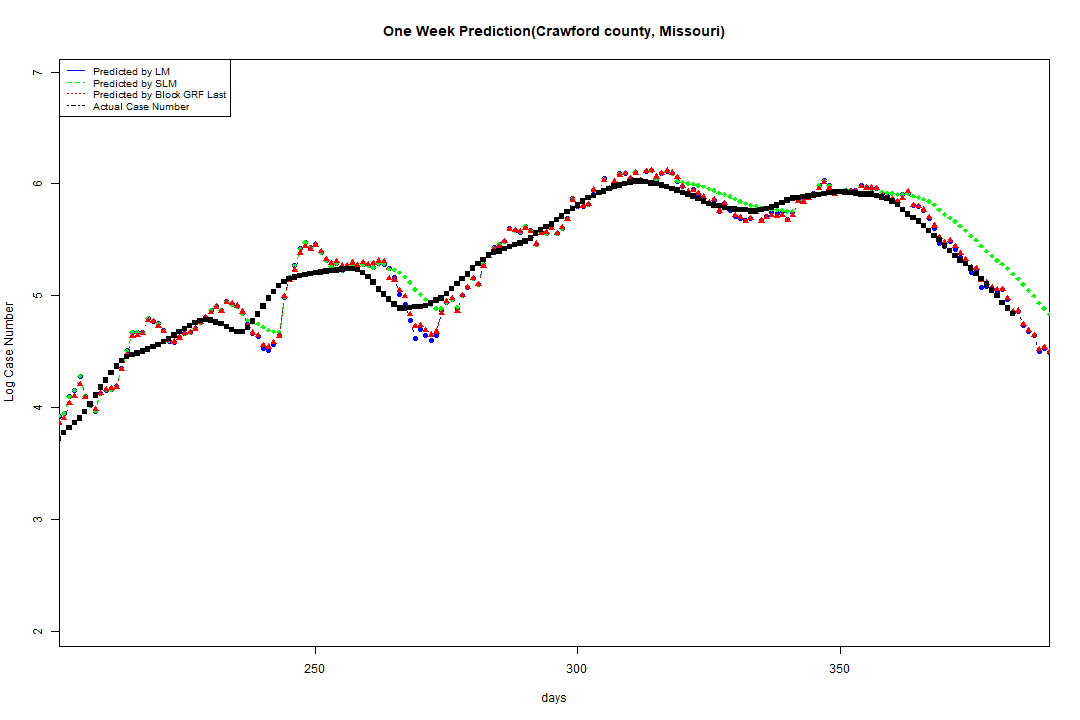 One Week Prediction(Crawford county, Missouri)
Predicted by LM
Predicted by SLM
Predicted by Block GRF Last
Actual Case Number
7
6
5
4
3
2
Log Case Number
250 300 350
days